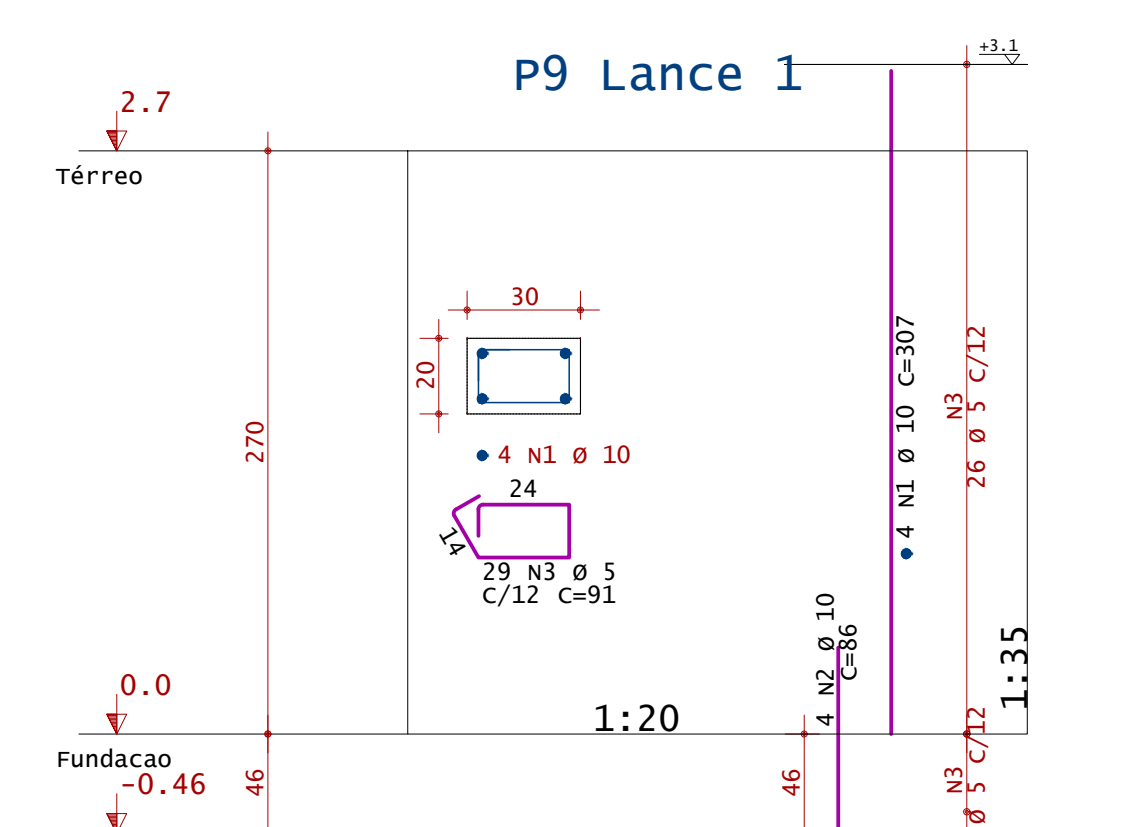 P9 Lance 1
+3.1
2.7
Térreo
30
20
270
4 N1 Ø 10
24
14
29 N3 Ø 5
C/12 C=91
4 N1 Ø 10 C=307
N3
26 Ø 5 C/12
4 N2 Ø 10
C=86
1:35
1:20
0.0
Fundacao
-0.46
46
46
N3
Ø 5 C/12